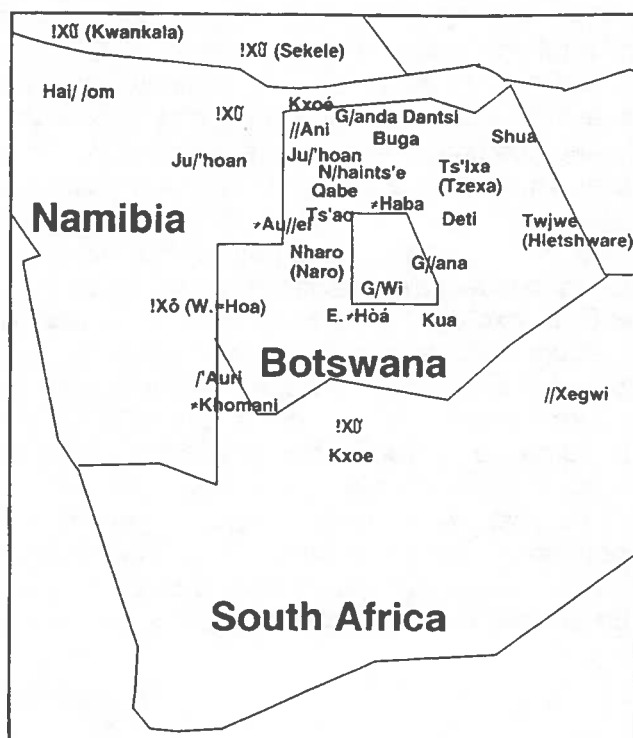 !Xũ (Kwankala)
!Xũ (Sekele)
Hai/ /om
!Xũ
Kxoé
G/anda Dantsi
//Ani
Buga
Shua
Ju/'hoan
Ju/'hoan
N/haints'e
Ts'ixa
(Tzexa)
Qabe
≠Haba
Namibia
Ts'ao
Deti
Twjwe
(Hietshware)
≠Au//ei
Nharo
(Naro)
G//ana
G/Wi
!Xõ (W. ≠Hoa)
E. ≠Hòá
Kua
Botswana
/'Auri
≠Khomani
//Xegwi
!Xũ
Kxoe
South Africa